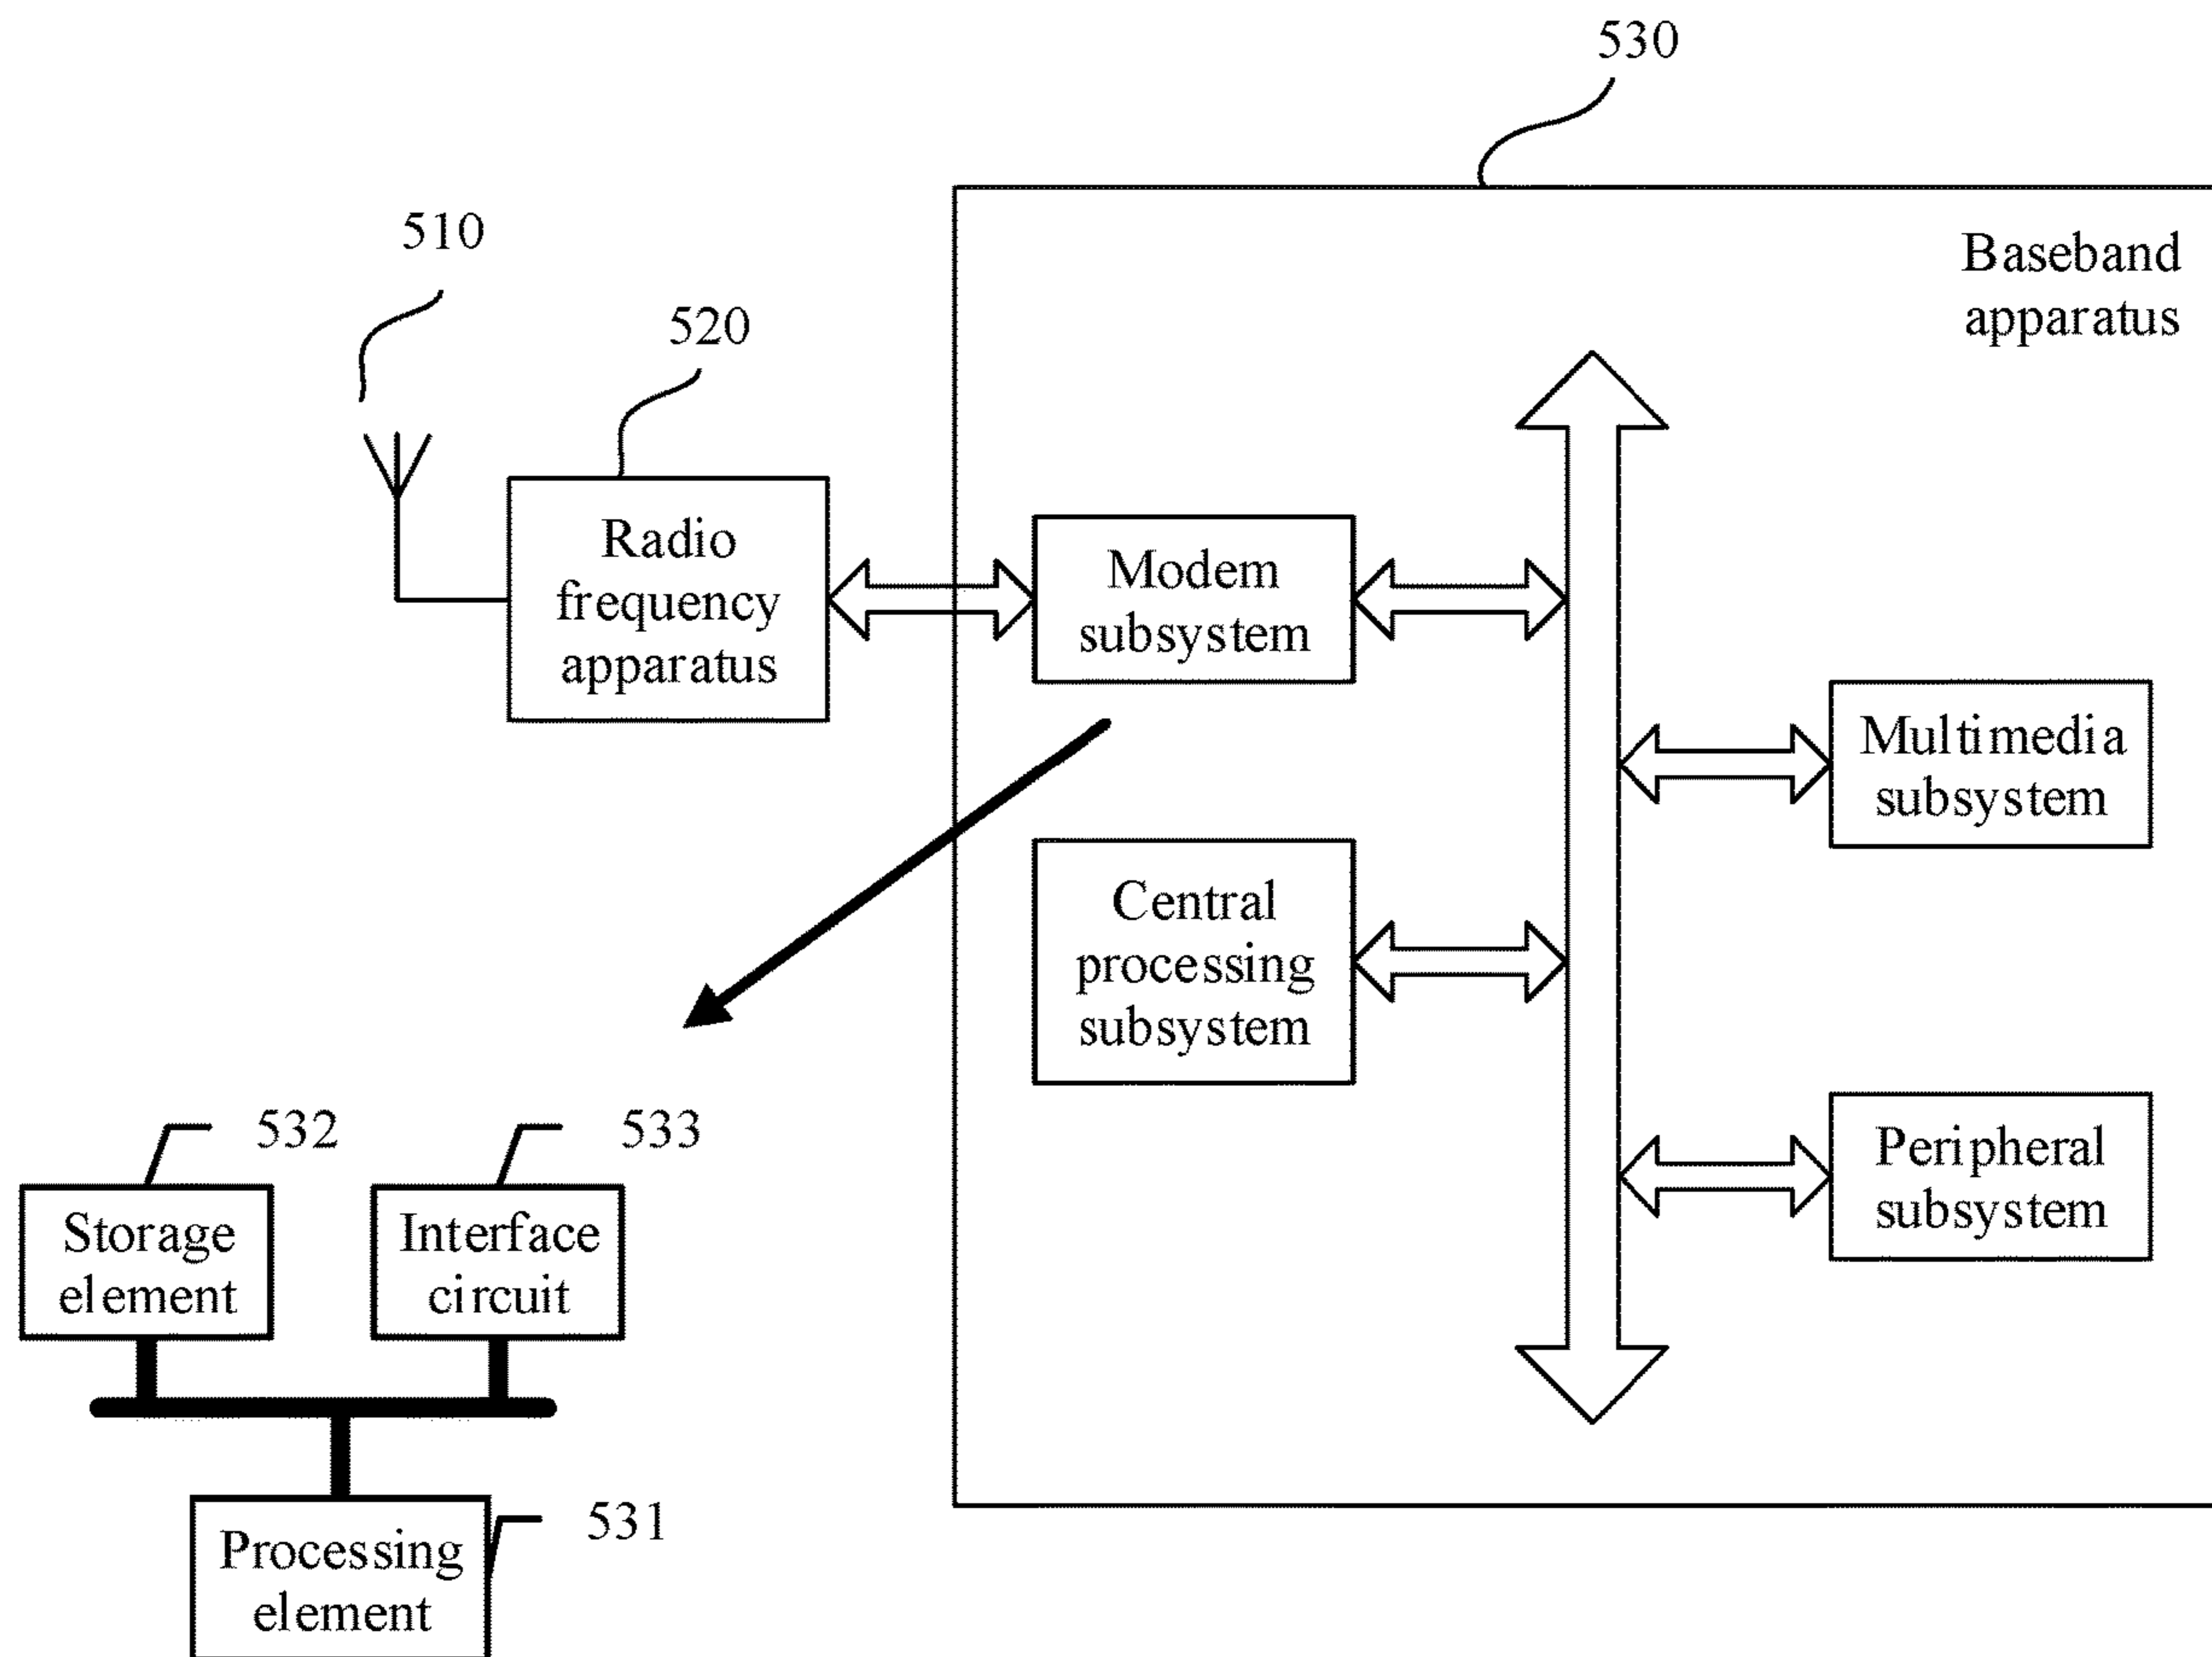 530
Baseband
apparatus
510
520
Radio
frequency
apparatus
Modem
subsystem
Multimedia
subsystem
Central
processing
subsystem
Peripheral
subsystem
532
533
Storage
element
Interface
circuit
531
Processing
element